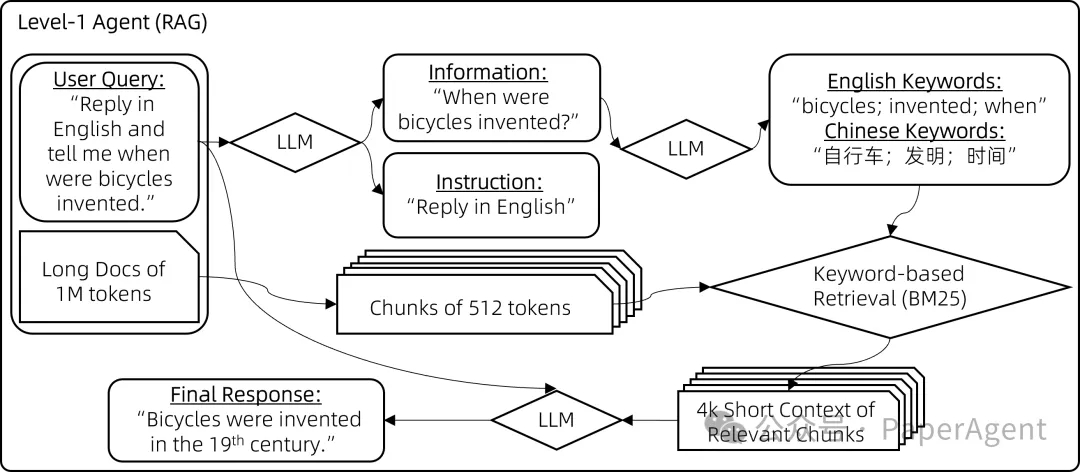 Level-1 Agent (RAG)
User Query:
“Reply in
English and
tell me when
were bicycles
invented.”
LLM
Information:
“When were
bicycles invented?”
Instruction:
“Reply in English”
LLM
English Keywords:
“bicycles; invented; when”
Chinese Keywords:
“自行车；发明；时间”
Long Docs of
1M tokens
Chunks of 512 tokens
Keyword-based
Retrieval (BM25)
Final Response:
“Bicycles were invented
in the 19th century.”
LLM
4k Short Context of
Relevant Chunks
公众号 · PaperAgent